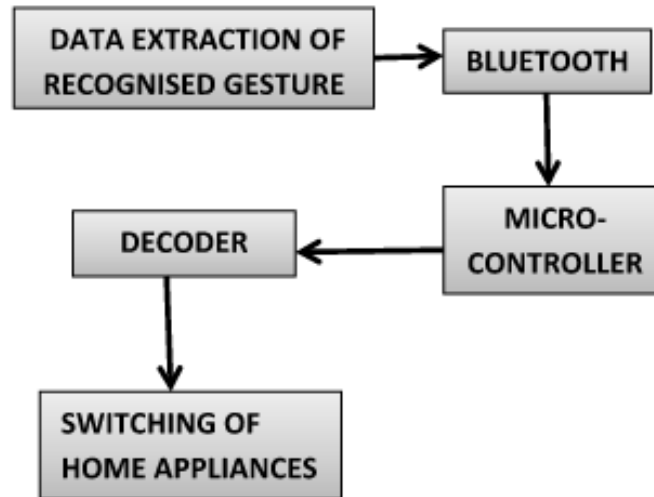 DATA EXTRACTION OF
RECOGNISED GESTURE
BLUETOOTH
MICRO-
CONTROLLER
DECODER
SWITCHING OF
HOME APPLIANCES